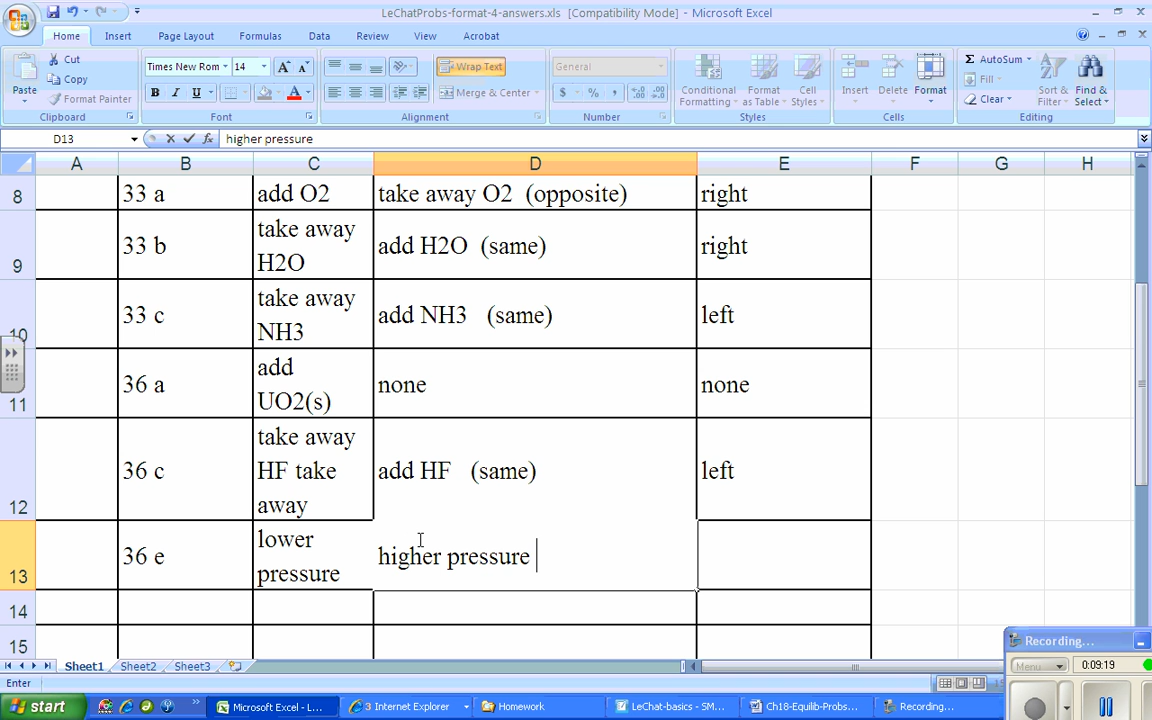 LeChatProbs-format-4-answers.xls [Compatibility Mode] - Microsoft Excel
Home Insert Page Layout Formulas Data Review View Acrobat
Cut
Copy
Format Painter
Paste
Clipboard
Times New Rom 14 A A
B I U A
Font
Wrap Text
Merge & Center
Alignment
General
$ % ,
Number
Conditional Formatting
Format as Table
Cell Styles
Styles
Insert Delete Format
Cells
Σ AutoSum
Fill
Clear
Sort & Filter
Find & Select
Editing
D13 fx higher pressure
A B C D E F G H
8 33 a add O2 take away O2 (opposite) right
9 33 b take away H2O add H2O (same) right
10 33 c take away NH3 add NH3 (same) left
11 36 a add UO2(s) none none
12 36 c take away HF take away add HF (same) left
13 36 e lower pressure higher pressure
14
15
Sheet1 Sheet2 Sheet3
Enter
Recording...
Menu 0:09:19
start Microsoft Excel - L... 3 Internet Explorer Homework LeChat-basics - SM... Ch18-Equilib-Probs... Recording...